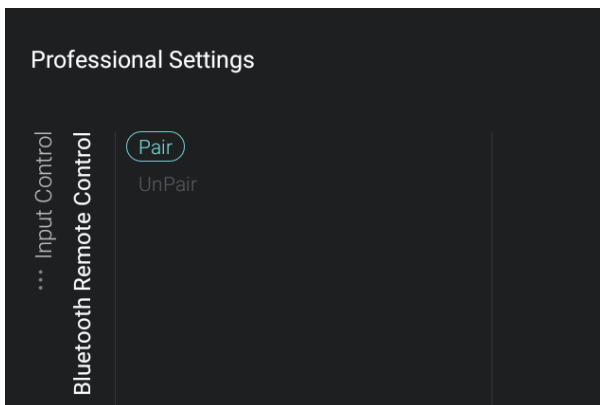 Professional Settings
... Input Control
Bluetooth Remote Control
Pair
UnPair